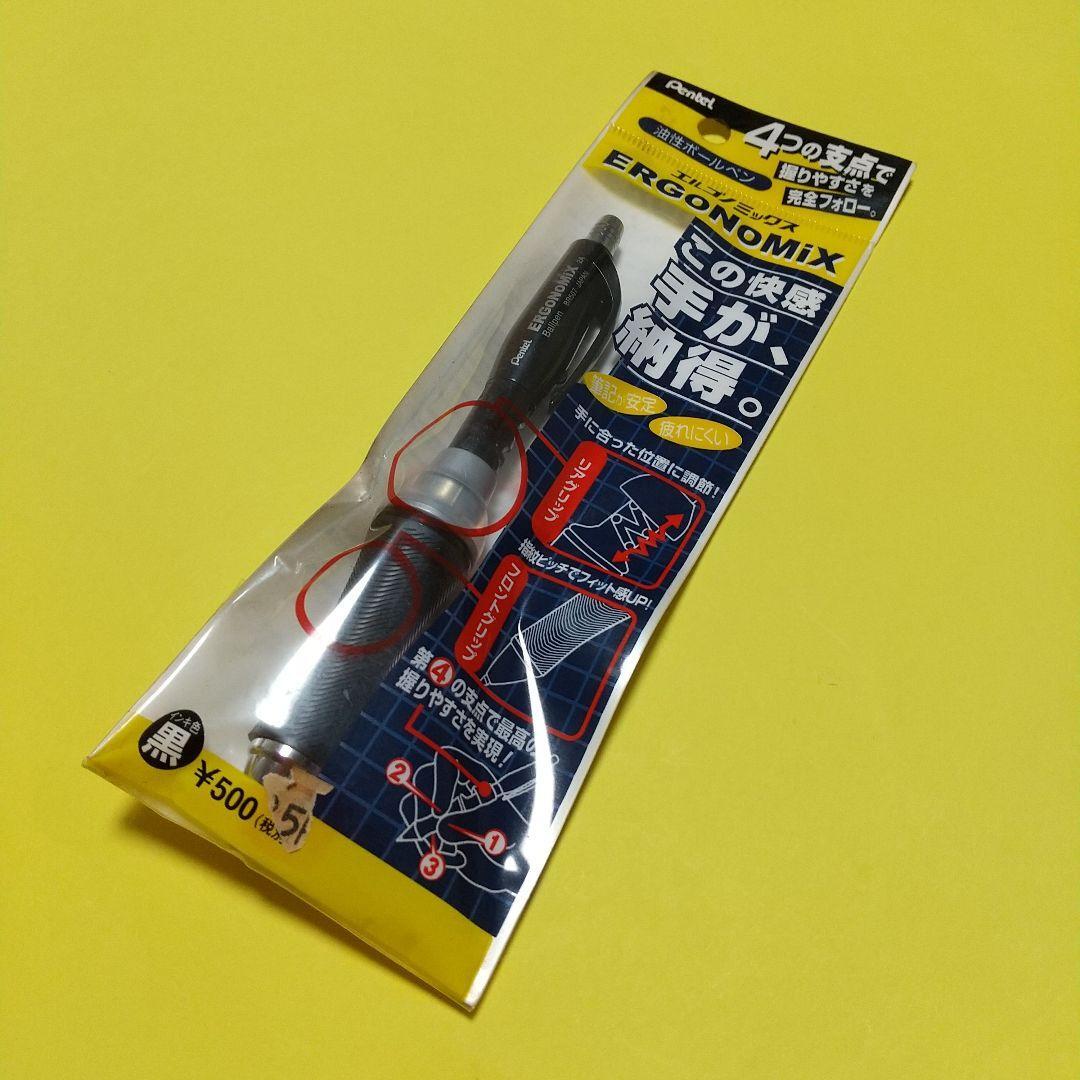 Pentel
4つの支点で
握りやすさを
完全フォロー。
油性ボールペン
エルゴノミックス
ERGONOMiX
この快感
手が、
納得。
筆記が安定
疲れにくい
手に合った位置に調節!
リアグリップ
指紋ピッチでフィット感UP!
フロントグリップ
第4の支点で最高の
握りやすさを実現!
2
1
3
Pentel ERGONOMiX
Ballpen BB507 JAPAN
インキ色
黒
¥500